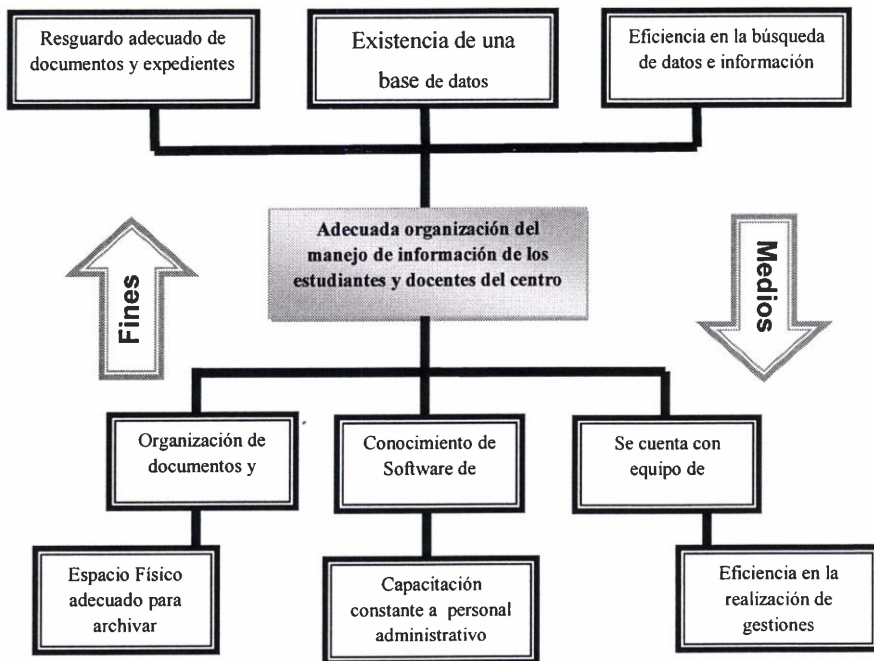 Resguardo adecuado de
documentos y expedientes
Existencia de una
base de datos
Eficiencia en la búsqueda
de datos e información
Adecuada organización del
manejo de información de los
estudiantes y docentes del centro
Fines
Medios
Organización de
documentos y
Conocimiento de
Software de
Se cuenta con
equipo de
Espacio Físico
adecuado para
archivar
Capacitación
constante a personal
administrativo
Eficiencia en la
realización de
gestiones